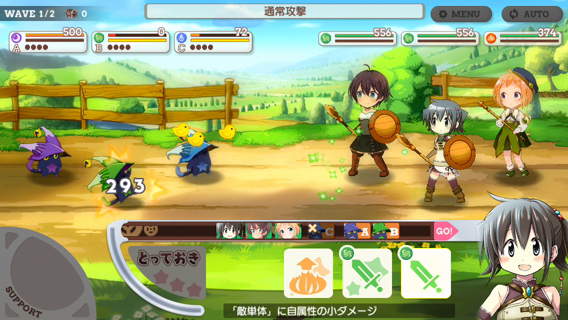 WAVE 1/2
0
通常攻撃
MENU
AUTO
500
A
0
B
72
C
556
556
374
293
C
A
B
GO!
とっておき
SUPPORT
「敵単体」に自属性の小ダメージ